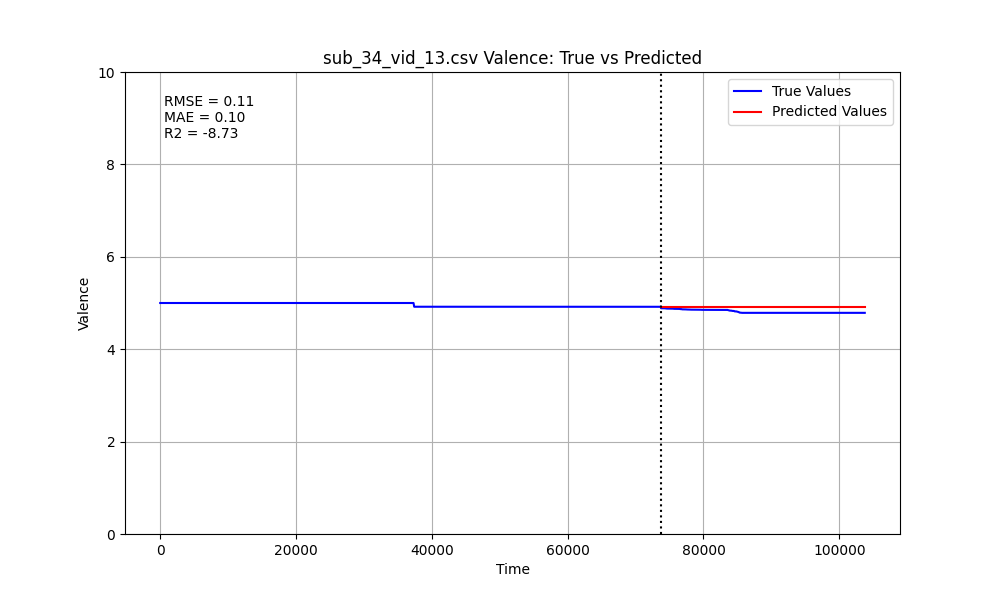 sub_34_vid_13.csv Valence: True vs Predicted
10
8
6
4
2
0
Valence
RMSE = 0.11
MAE = 0.10
R2 = -8.73
True Values
Predicted Values
0 20000 40000 60000 80000 100000
Time